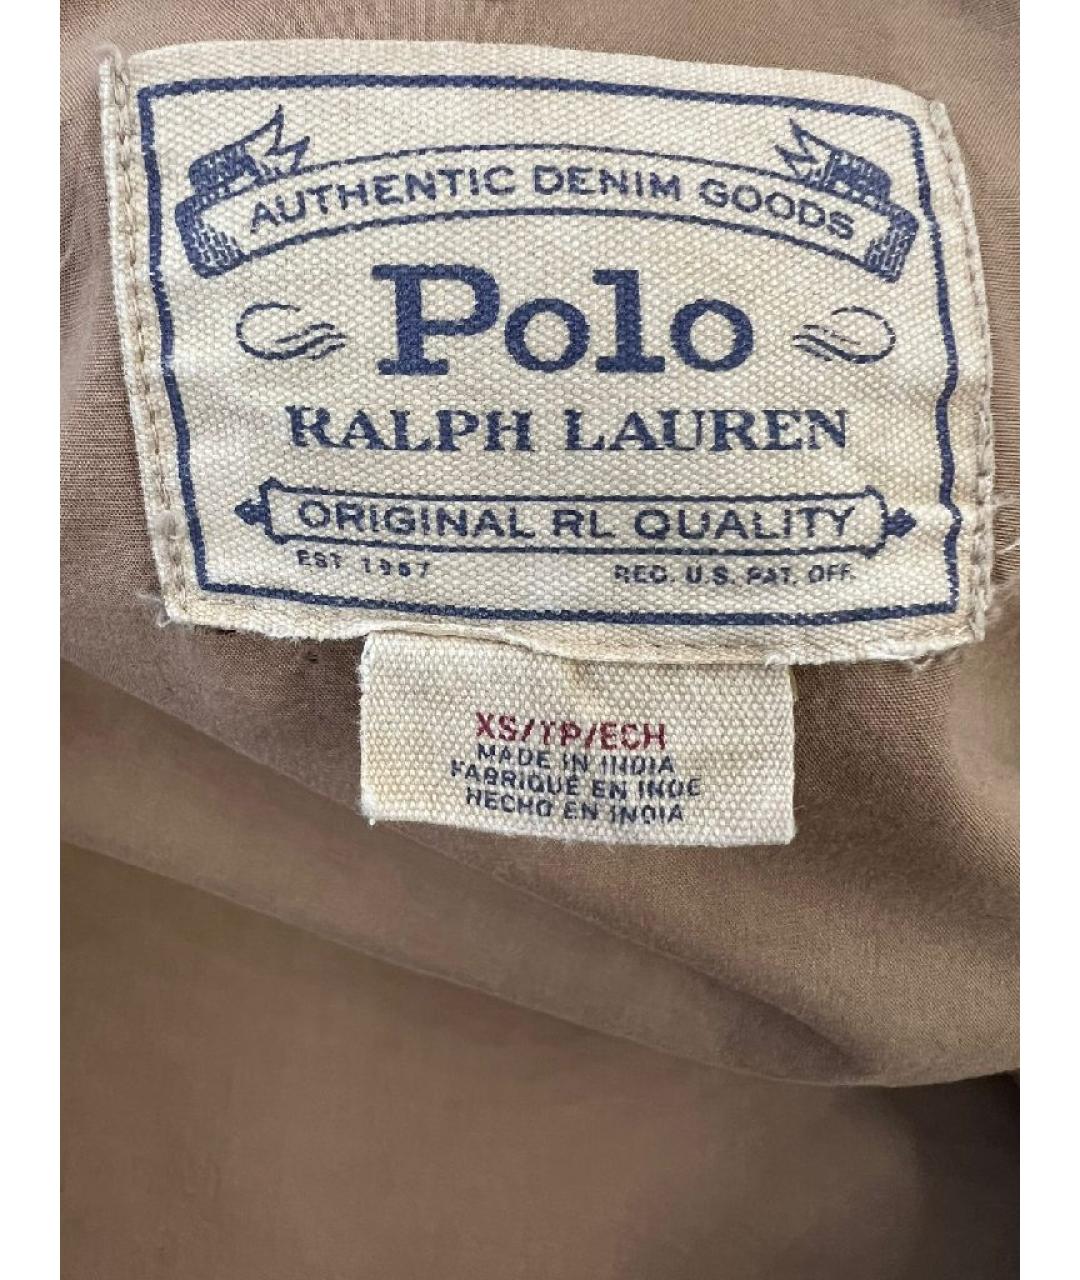 AUTHENTIC DENIM GOODS
Polo
RALPH LAUREN
ORIGINAL RL QUALITY
EST 1967 REG. U.S. PAT. OFF.
XS/TP/ECH
MADE IN INDIA
FABRIQUÉ EN INDE
HECHO EN INDIA